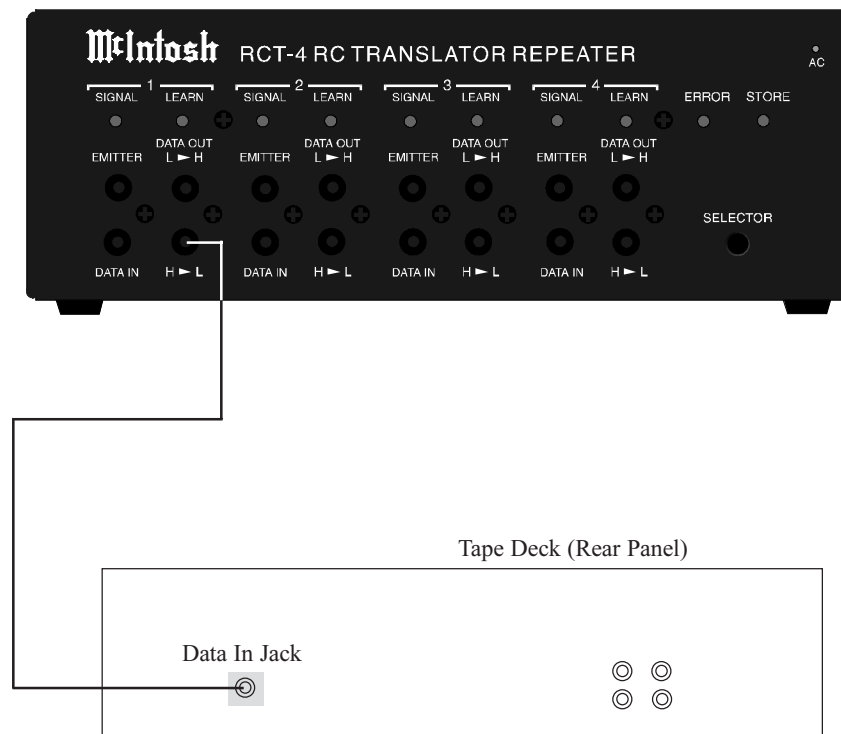 McIntosh RCT-4 RC TRANSLATOR REPEATER
AC
1 2 3 4
SIGNAL LEARN SIGNAL LEARN SIGNAL LEARN SIGNAL LEARN ERROR STORE
DATA OUT DATA OUT DATA OUT DATA OUT
EMITTER L ► H EMITTER L ► H EMITTER L ► H EMITTER L ► H
SELECTOR
DATA IN H ► L DATA IN H ► L DATA IN H ► L DATA IN H ► L
Tape Deck (Rear Panel)
Data In Jack